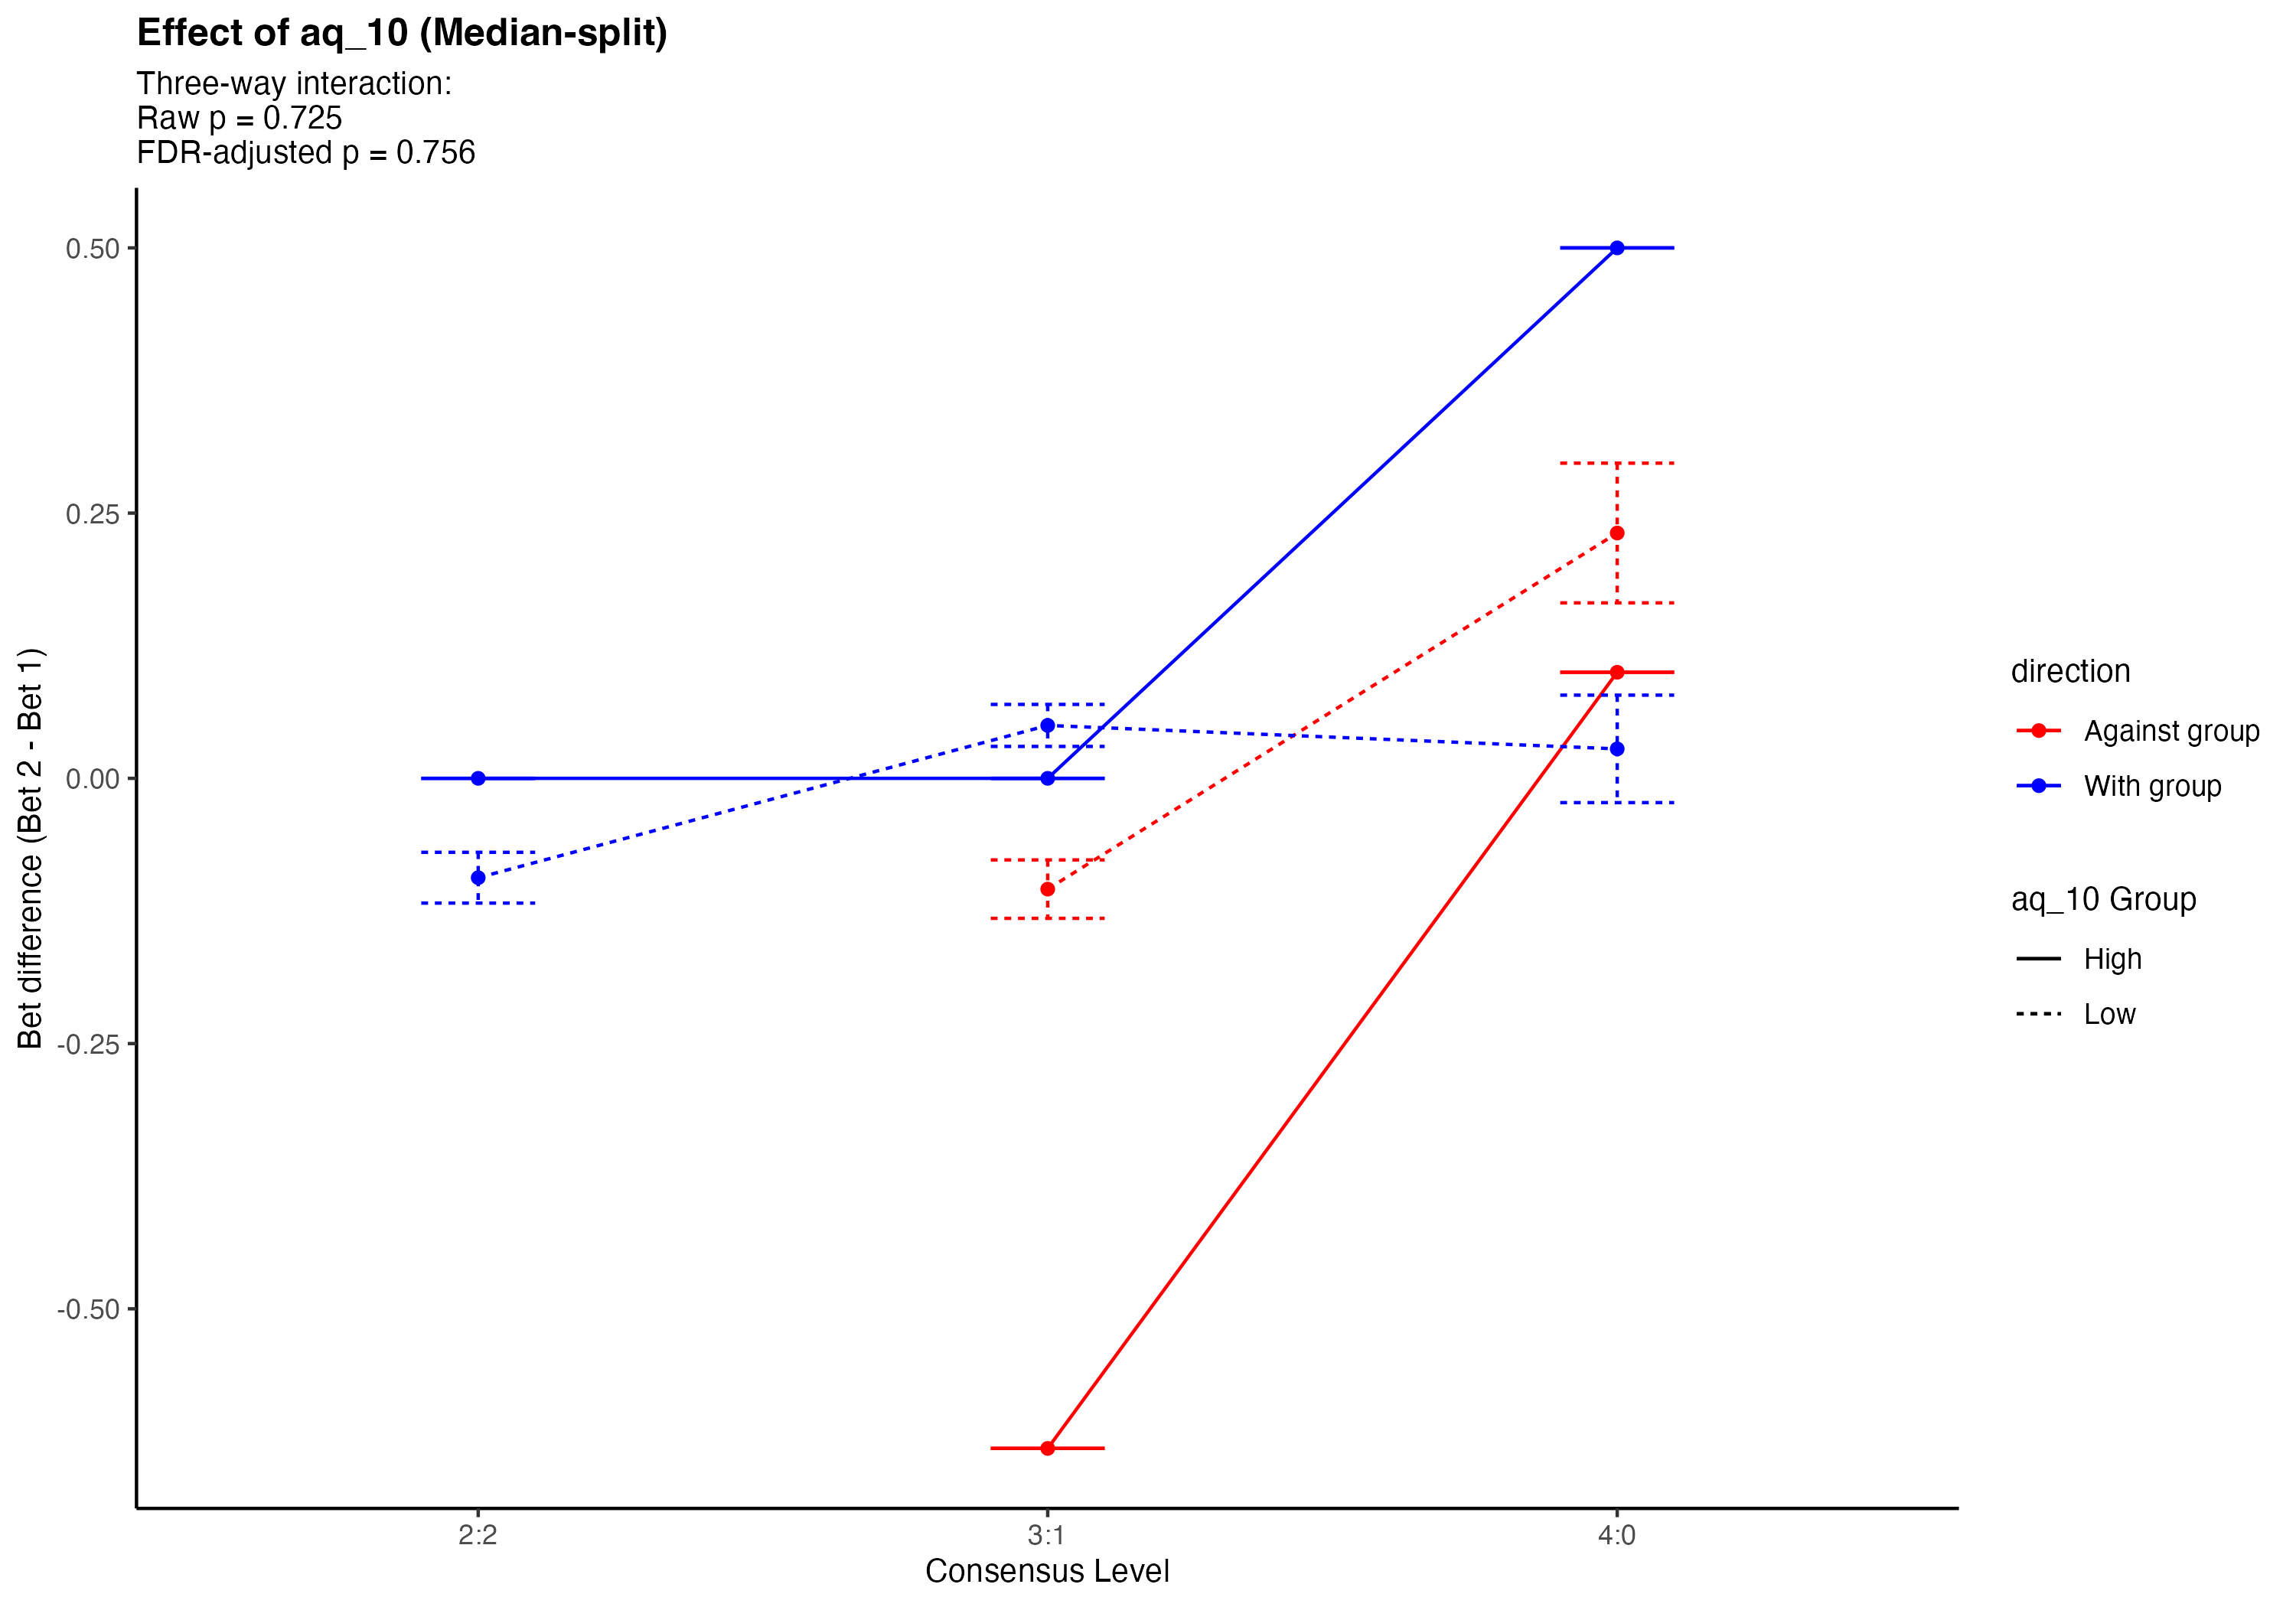 Effect of aq_10 (Median-split)
Three-way interaction:
Raw p = 0.725
FDR-adjusted p = 0.756
Bet difference (Bet 2 - Bet 1)
0.50
0.25
0.00
-0.25
-0.50
2:2
3:1
4:0
Consensus Level
direction
Against group
With group
aq_10 Group
High
Low